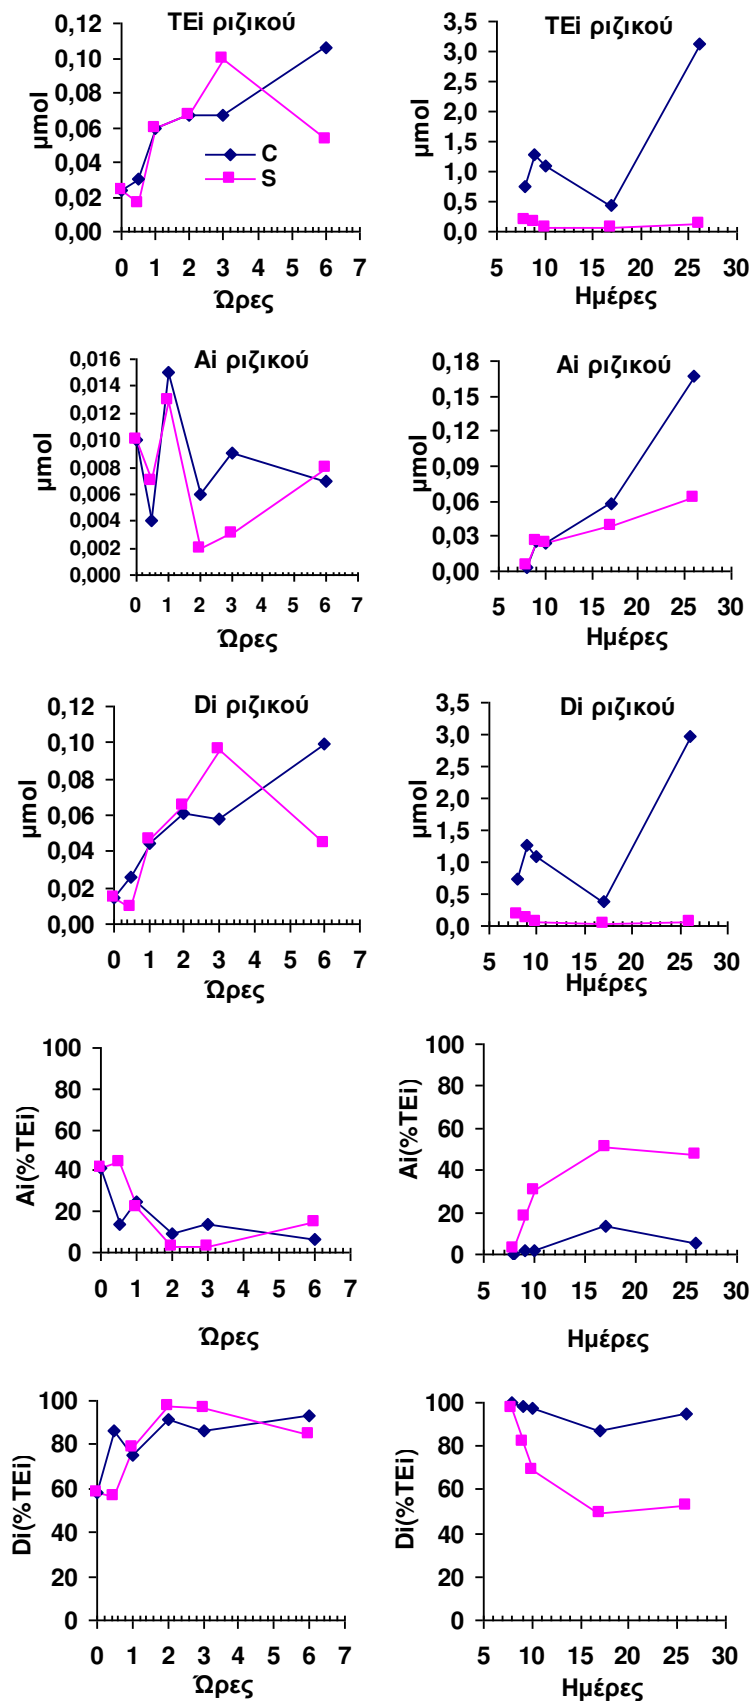 TEi ριζικού
0,12
0,10
0,08
0,06
0,04
0,02
0,00
μmol
C
S
0 1 2 3 4 5 6 7
Ώρες
TEi ριζικού
3,5
3,0
2,5
2,0
1,5
1,0
0,5
0,0
μmol
5 10 15 20 25 30
Ημέρες
Ai ριζικού
0,016
0,014
0,012
0,010
0,008
0,006
0,004
0,002
0,000
μmol
0 1 2 3 4 5 6 7
Ώρες
Ai ριζικού
0,18
0,15
0,12
0,09
0,06
0,03
0,00
μmol
5 10 15 20 25 30
Ημέρες
Di ριζικού
0,12
0,10
0,08
0,06
0,04
0,02
0,00
μmol
0 1 2 3 4 5 6 7
Ώρες
Di ριζικού
3,5
3,0
2,5
2,0
1,5
1,0
0,5
0,0
μmol
5 10 15 20 25 30
Ημέρες
100
80
60
40
20
0
Ai(%TEi)
0 1 2 3 4 5 6 7
Ώρες
100
80
60
40
20
0
Ai(%TEi)
5 10 15 20 25 30
Ημέρες
100
80
60
40
20
0
Di(%TEi)
0 1 2 3 4 5 6 7
Ώρες
100
80
60
40
20
0
Di(%TEi)
5 10 15 20 25 30
Ημέρες